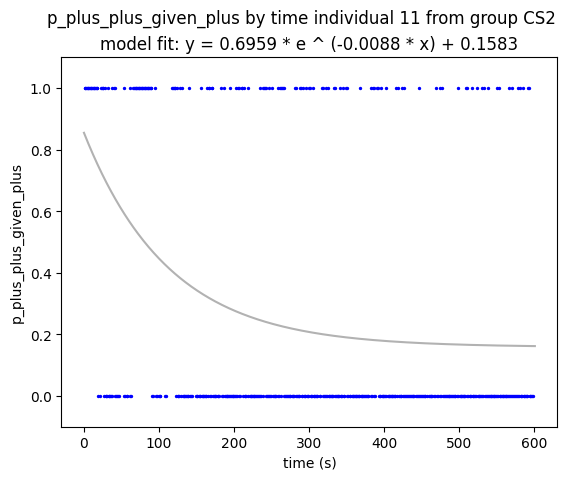 p_plus_plus_given_plus by time individual 11 from group CS2
model fit: y = 0.6959 * e ^ (-0.0088 * x) + 0.1583
1.0
0.8
0.6
0.4
0.2
0.0
p_plus_plus_given_plus
0 100 200 300 400 500 600
time (s)